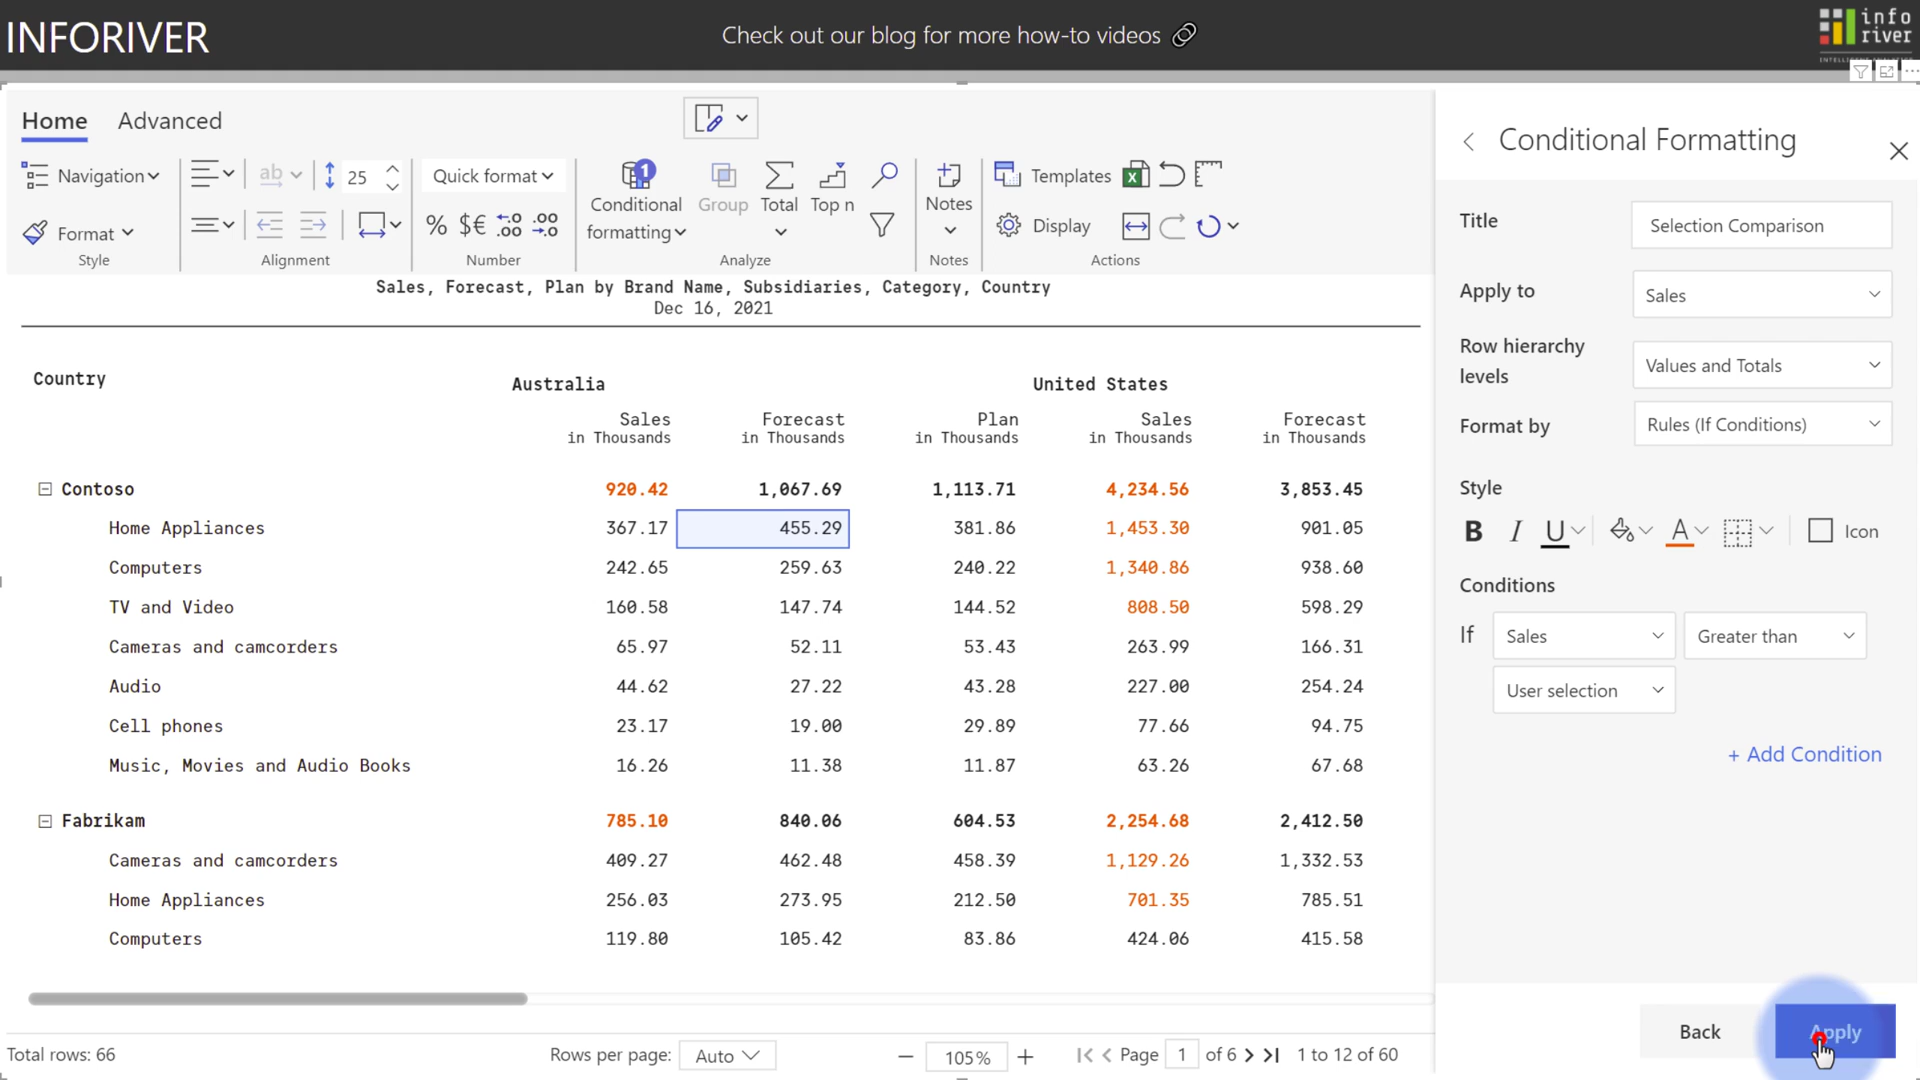 INFORIVER
Check out our blog for more how-to videos
info
river
Home Advanced
Navigation
ab
25
Quick format
1
Conditional
formatting
Group
Total
Top n
Notes
Templates
Format
% $€ .0 .00 .00 .0
Display
Style
Alignment
Number
Analyze
Notes
Actions
Sales, Forecast, Plan by Brand Name, Subsidiaries, Category, Country
Dec 16, 2021
Country Australia United States
Sales Forecast Plan Sales Forecast
in Thousands in Thousands in Thousands in Thousands in Thousands
Contoso 920.42 1,067.69 1,113.71 4,234.56 3,853.45
Home Appliances 367.17 455.29 381.86 1,453.30 901.05
Computers 242.65 259.63 240.22 1,340.86 938.60
TV and Video 160.58 147.74 144.52 808.50 598.29
Cameras and camcorders 65.97 52.11 53.43 263.99 166.31
Audio 44.62 27.22 43.28 227.00 254.24
Cell phones 23.17 19.00 29.89 77.66 94.75
Music, Movies and Audio Books 16.26 11.38 11.87 63.26 67.68
Fabrikam 785.10 840.06 604.53 2,254.68 2,412.50
Cameras and camcorders 409.27 462.48 458.39 1,129.26 1,332.53
Home Appliances 256.03 273.95 212.50 701.35 785.51
Computers 119.80 105.42 83.86 424.06 415.58
Total rows: 66
Rows per page: Auto
105%
Page 1 of 6
1 to 12 of 60
Conditional Formatting
Title Selection Comparison
Apply to Sales
Row hierarchy
levels
Values and Totals
Format by Rules (If Conditions)
Style
B I U A Icon
Conditions
If Sales Greater than
User selection
+ Add Condition
Back Apply